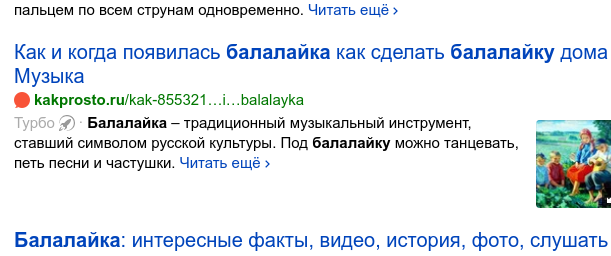 пальцем по всем струнам одновременно. Читать ещё ›
Как и когда появилась балалайка как сделать балалайку дома
Музыка
kakprosto.ru/kak-855321…i…balalayka
Турбо · Балалайка – традиционный музыкальный инструмент,
ставший символом русской культуры. Под балалайку можно танцевать,
петь песни и частушки. Читать ещё ›
Балалайка: интересные факты, видео, история, фото, слушать